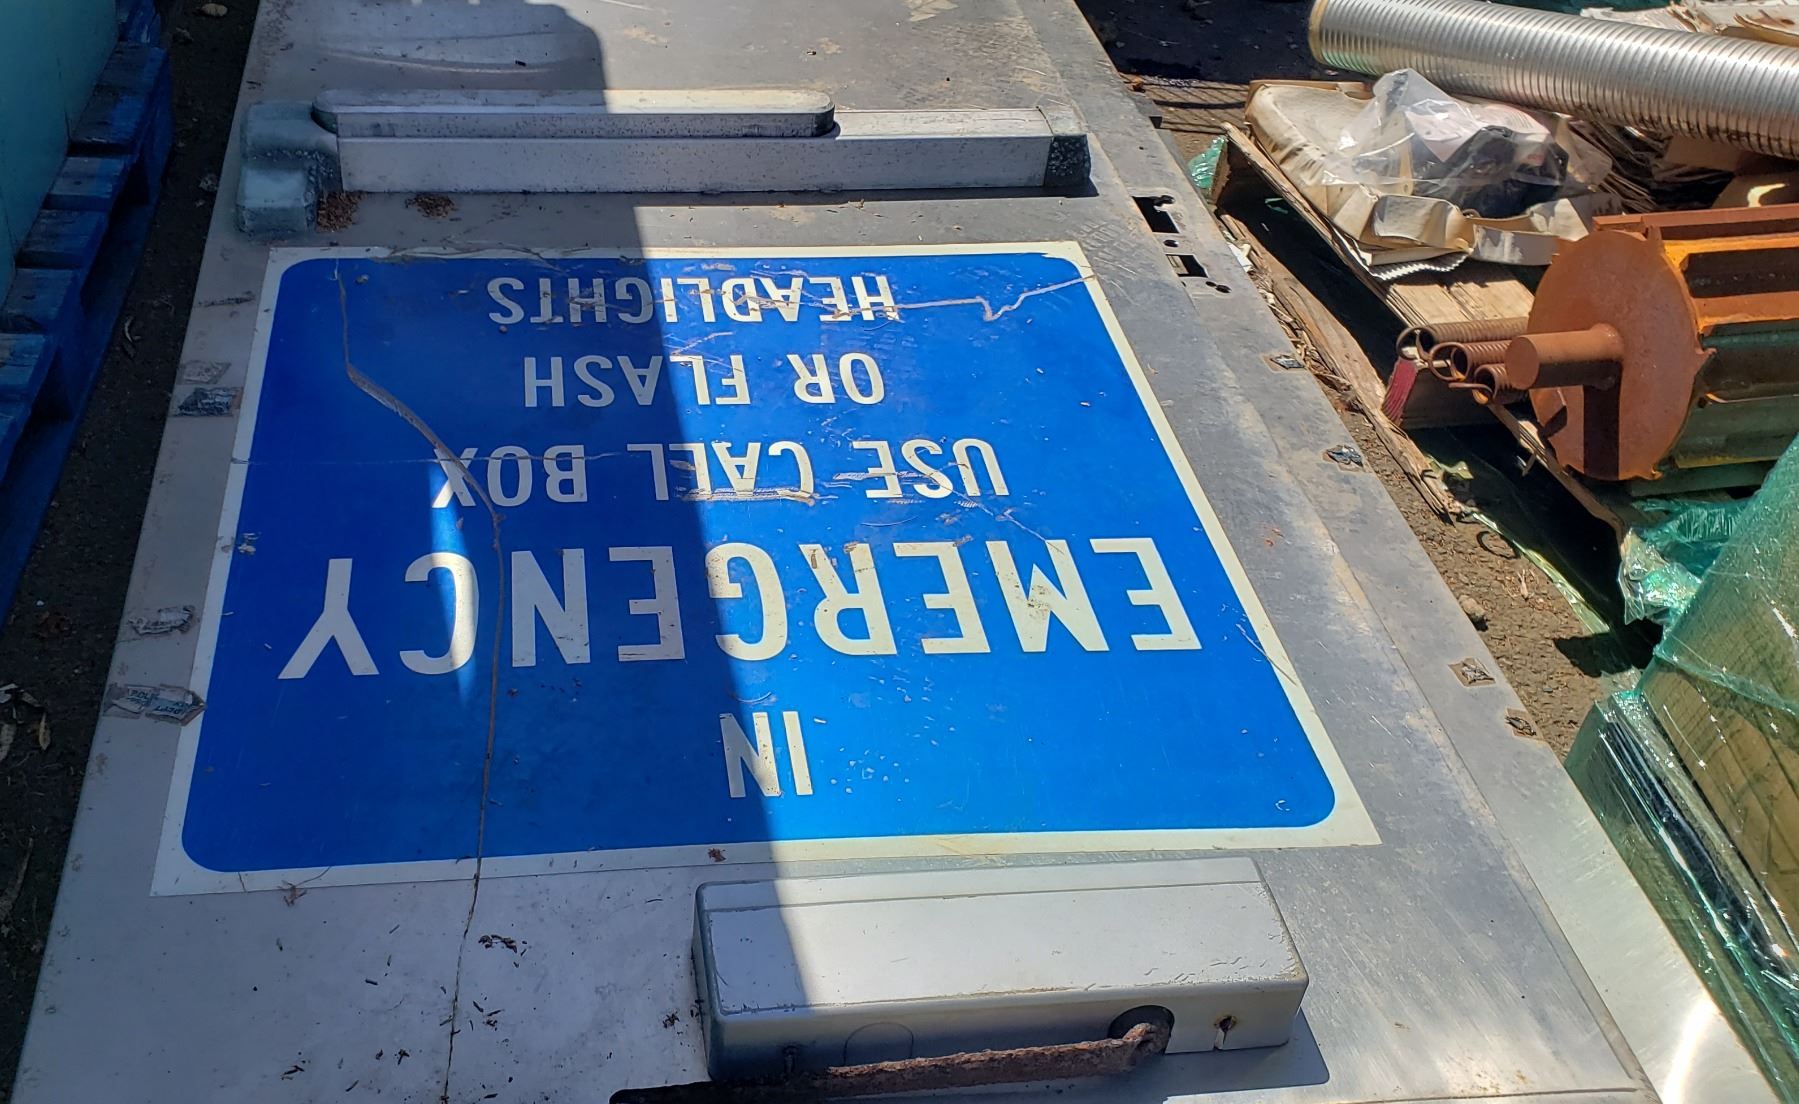 IN
EMERGENCY
USE CALL BOX
OR FLASH
HEADLIGHTS